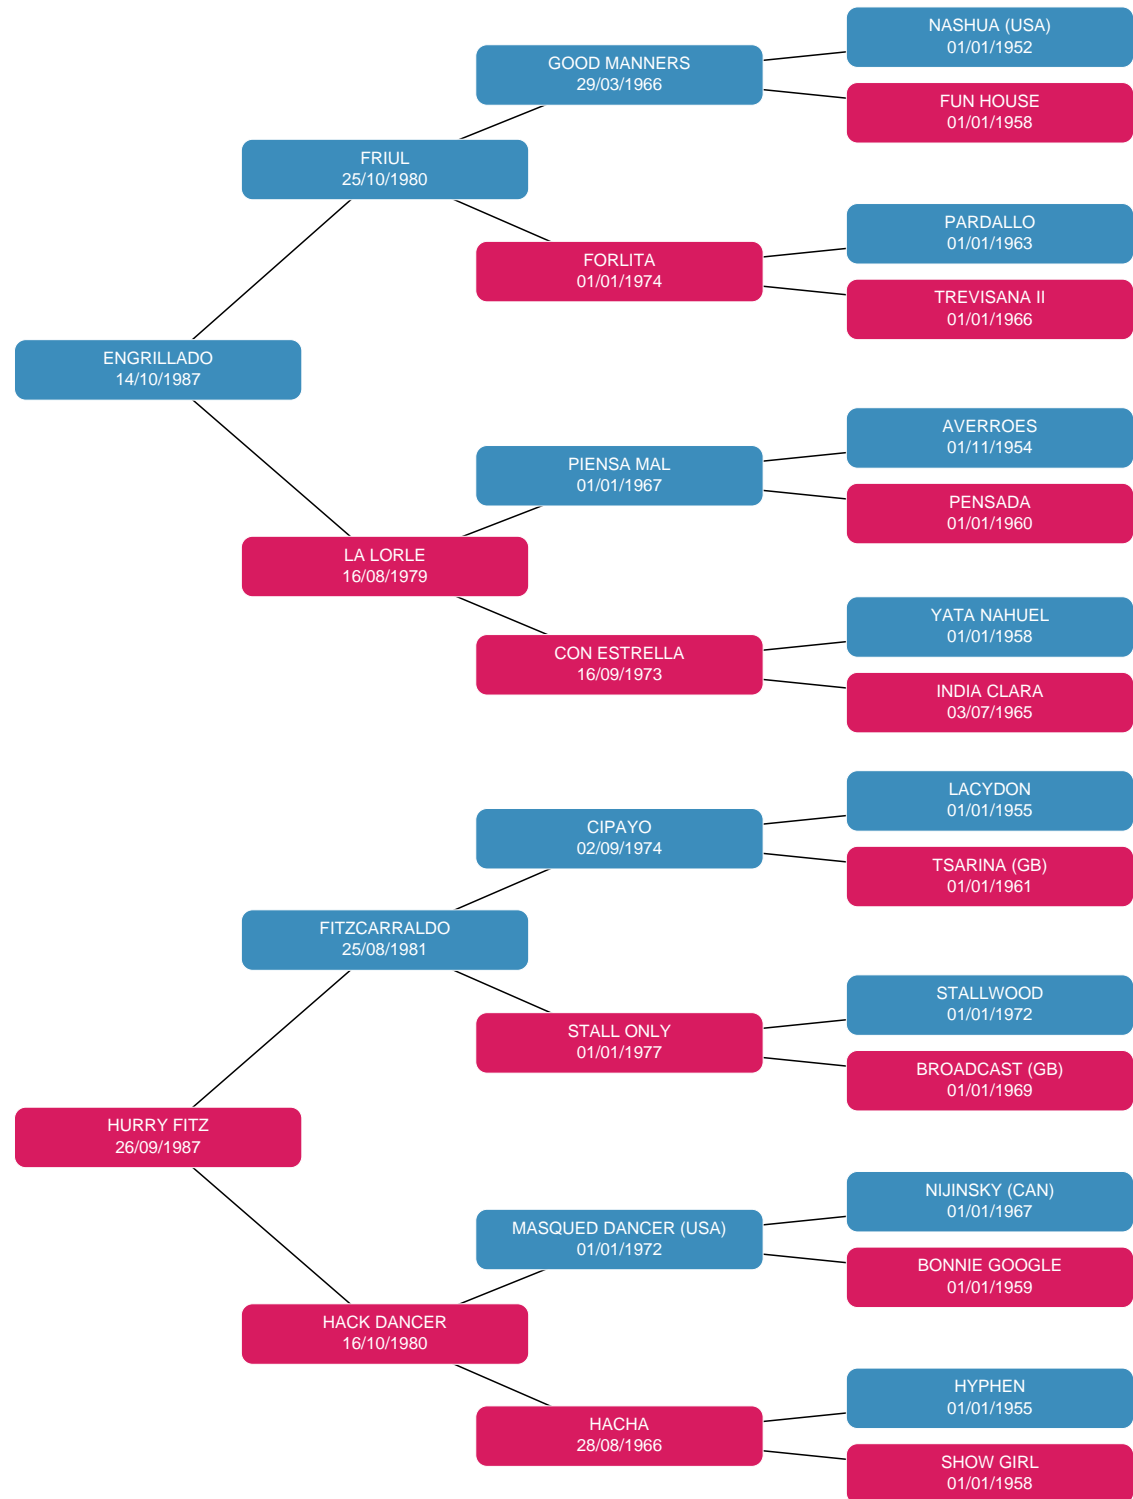 NASHUA (USA)
01/01/1952
GOOD MANNERS
29/03/1966
FUN HOUSE
01/01/1958
FRIUL
25/10/1980
PARDALLO
01/01/1963
FORLITA
01/01/1974
TREVISANA II
01/01/1966
ENGRILLADO
14/10/1987
AVERROES
01/11/1954
PIENSA MAL
01/01/1967
PENSADA
01/01/1960
LA LORLE
16/08/1979
YATA NAHUEL
01/01/1958
CON ESTRELLA
16/09/1973
INDIA CLARA
03/07/1965
LACYDON
01/01/1955
CIPAYO
02/09/1974
TSARINA (GB)
01/01/1961
FITZCARRALDO
25/08/1981
STALLWOOD
01/01/1972
STALL ONLY
01/01/1977
BROADCAST (GB)
01/01/1969
HURRY FITZ
26/09/1987
NIJINSKY (CAN)
01/01/1967
MASQUED DANCER (USA)
01/01/1972
BONNIE GOOGLE
01/01/1959
HACK DANCER
16/10/1980
HYPHEN
01/01/1955
HACHA
28/08/1966
SHOW GIRL
01/01/1958